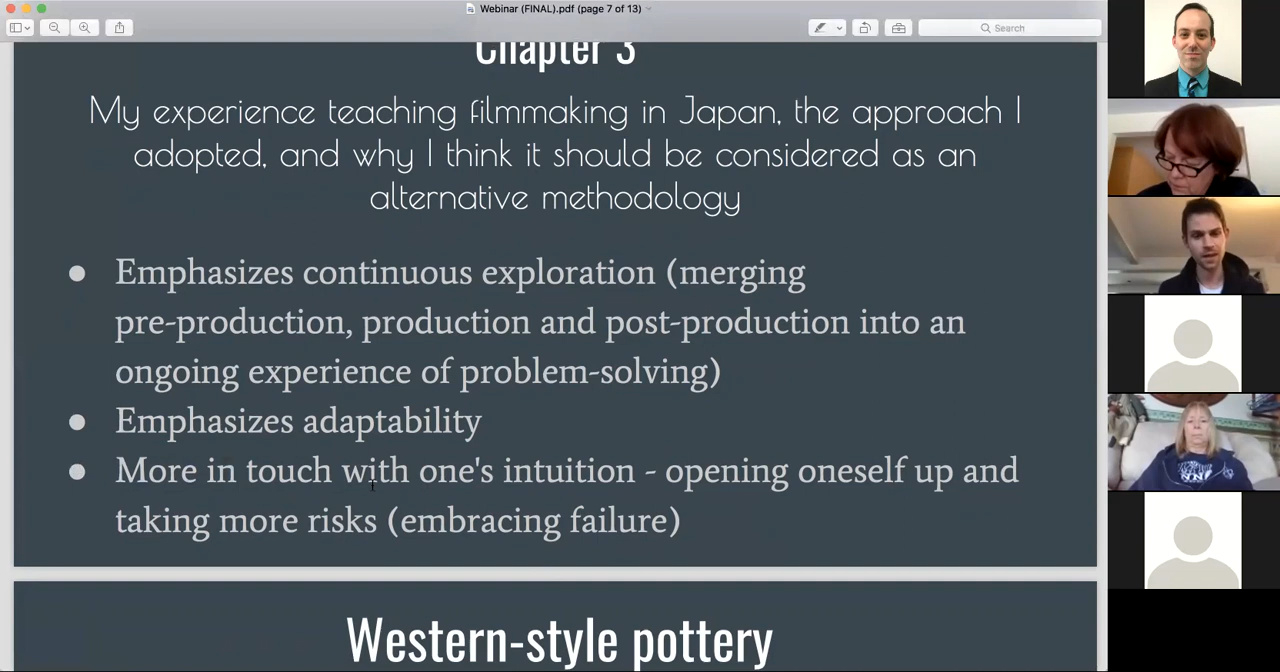 Webinar (FINAL).pdf (page 7 of 13)
Search
Chapter 3
My experience teaching filmmaking in Japan, the approach I
adopted, and why I think it should be considered as an
alternative methodology
● Emphasizes continuous exploration (merging
pre-production, production and post-production into an
ongoing experience of problem-solving)
● Emphasizes adaptability
● More in touch with one's intuition - opening oneself up and
taking more risks (embracing failure)
Western-style pottery